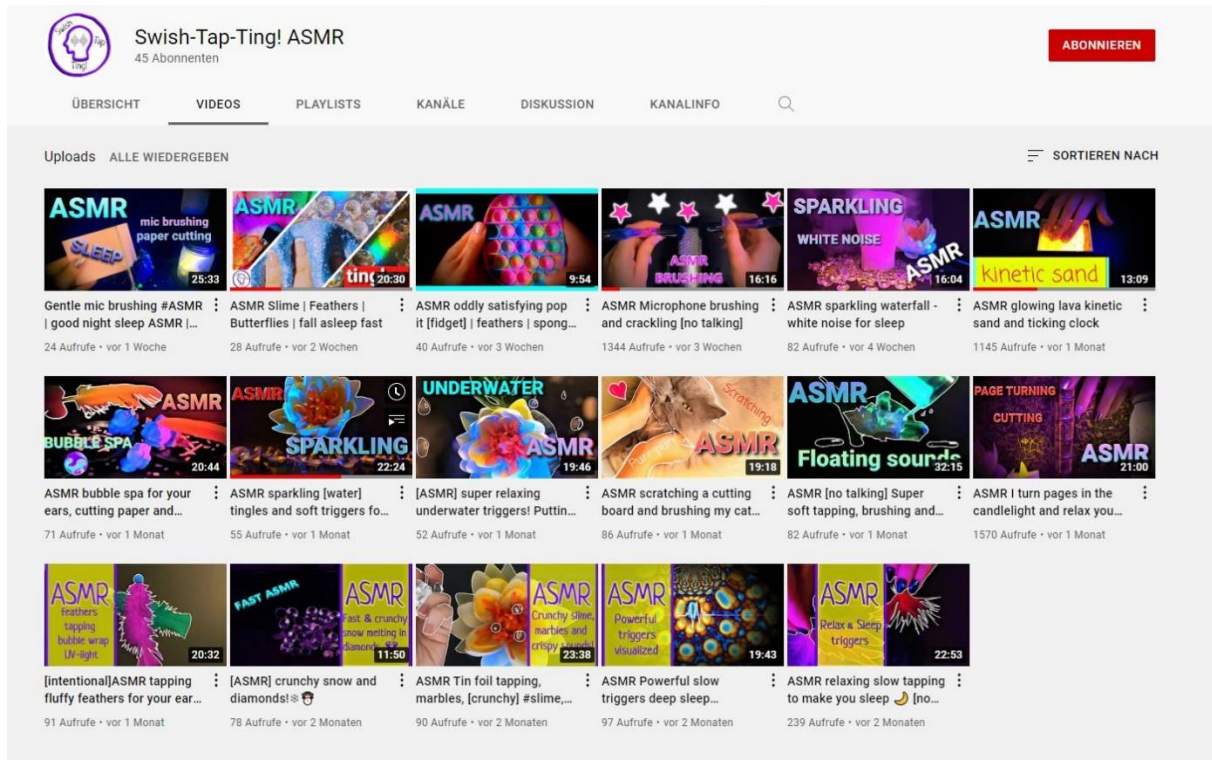 Swish
Tap
Ting!
Swish-Tap-Ting! ASMR
45 Abonnenten
ABONNIEREN
ÜBERSICHT VIDEOS PLAYLISTS KANÄLE DISKUSSION KANALINFO
Uploads ALLE WIEDERGEBEN SORTIEREN NACH
ASMR
mic brushing
paper cutting
SLEEP
25:33
ASMR
ting
20:30
ASMR
9:54
ASMR
BRUSHING
16:16
SPARKLING
WHITE NOISE
ASMR
16:04
ASMR
kinetic sand
13:09
Gentle mic brushing #ASMR
| good night sleep ASMR |...
24 Aufrufe • vor 1 Woche
ASMR Slime | Feathers |
Butterflies | fall asleep fast
28 Aufrufe • vor 2 Wochen
ASMR oddly satisfying pop
it [fidget] | feathers | spong...
40 Aufrufe • vor 3 Wochen
ASMR Microphone brushing
and crackling [no talking]
1344 Aufrufe • vor 3 Wochen
ASMR sparkling waterfall -
white noise for sleep
82 Aufrufe • vor 4 Wochen
ASMR glowing lava kinetic
sand and ticking clock
1145 Aufrufe • vor 1 Monat
ASMR
BUBBLE SPA
20:44
ASMR
SPARKLING
22:24
UNDERWATER
ASMR
19:46
Scratching
Purring
ASMR
19:18
ASMR
Floating sounds
32:15
PAGE TURNING
CUTTING
ASMR
21:00
ASMR bubble spa for your
ears, cutting paper and...
71 Aufrufe • vor 1 Monat
ASMR sparkling [water]
tingles and soft triggers fo...
55 Aufrufe • vor 1 Monat
[ASMR] super relaxing
underwater triggers! Puttin...
52 Aufrufe • vor 1 Monat
ASMR scratching a cutting
board and brushing my cat...
86 Aufrufe • vor 1 Monat
ASMR [no talking] Super
soft tapping, brushing and...
82 Aufrufe • vor 1 Monat
ASMR I turn pages in the
candlelight and relax you...
1570 Aufrufe • vor 1 Monat
ASMR
feathers
tapping
bubble wrap
UV-light
20:32
FAST ASMR
ASMR
Fast & crunchy
snow melting in
diamonds
11:50
ASMR
Crunchy slime,
marbles and
crispy sounds!
23:38
ASMR
Powerful
triggers
visualized
19:43
ASMR
Relax & Sleep
triggers
22:53
[intentional]ASMR tapping
fluffy feathers for your ear...
91 Aufrufe • vor 1 Monat
[ASMR] crunchy snow and
diamonds!❄☃
78 Aufrufe • vor 2 Monaten
ASMR Tin foil tapping,
marbles, [crunchy] #slime,...
90 Aufrufe • vor 2 Monaten
ASMR Powerful slow
triggers deep sleep...
97 Aufrufe • vor 2 Monaten
ASMR relaxing slow tapping
to make you sleep 🌙 [no...
239 Aufrufe • vor 2 Monaten